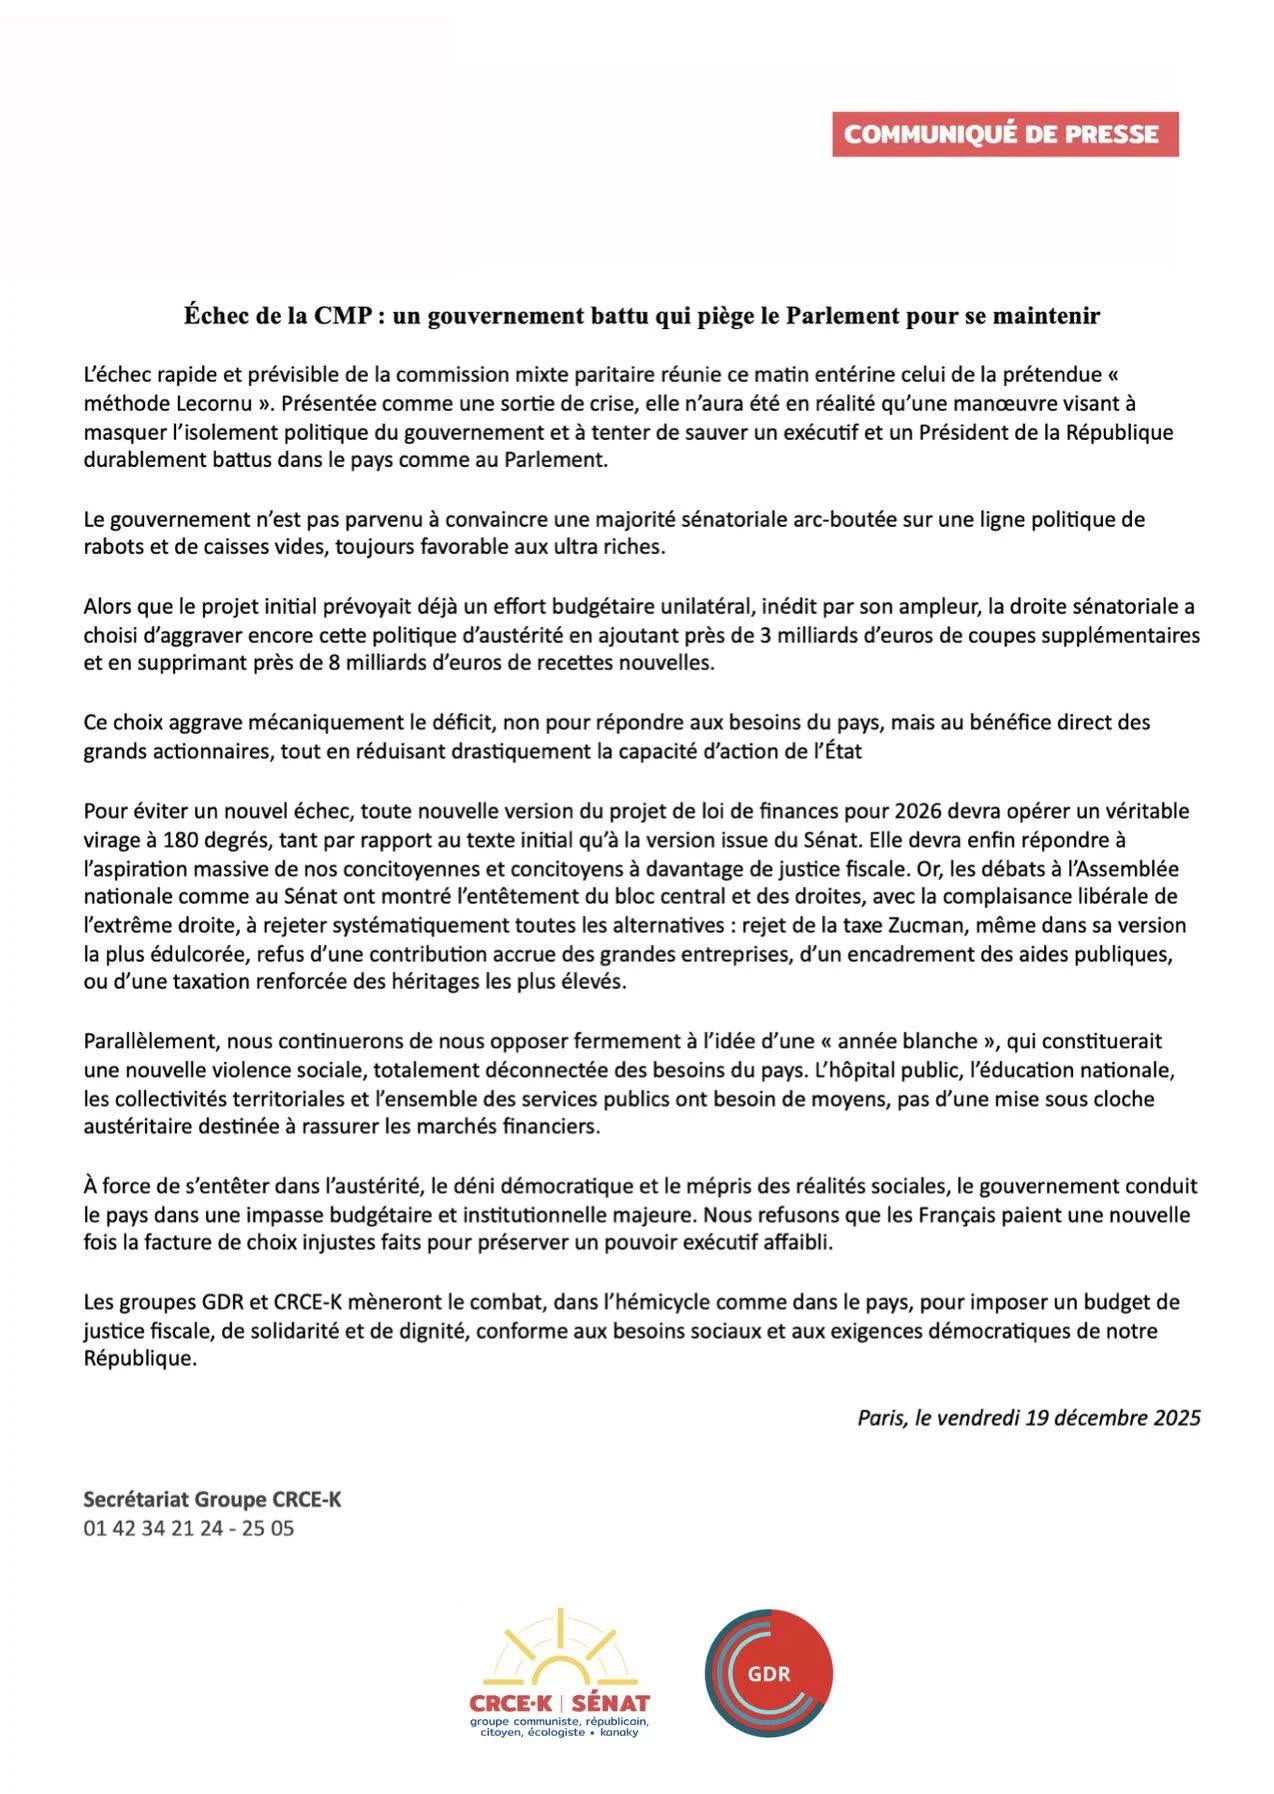 COMMUNIQUÉ DE PRESSE
Échec de la CMP : un gouvernement battu qui piège le Parlement pour se maintenir
L’échec rapide et prévisible de la commission mixte paritaire réunie ce matin entérine celui de la prétendue «
méthode Lecornu ». Présentée comme une sortie de crise, elle n’aura été en réalité qu’une manœuvre visant à
masquer l’isolement politique du gouvernement et à tenter de sauver un exécutif et un Président de la République
durablement battus dans le pays comme au Parlement.
Le gouvernement n’est pas parvenu à convaincre une majorité sénatoriale arc-boutée sur une ligne politique de
rabots et de caisses vides, toujours favorable aux ultra riches.
Alors que le projet initial prévoyait déjà un effort budgétaire unilatéral, inédit par son ampleur, la droite sénatoriale a
choisi d’aggraver encore cette politique d’austérité en ajoutant près de 3 milliards d’euros de coupes supplémentaires
et en supprimant près de 8 milliards d’euros de recettes nouvelles.
Ce choix aggrave mécaniquement le déficit, non pour répondre aux besoins du pays, mais au bénéfice direct des
grands actionnaires, tout en réduisant drastiquement la capacité d’action de l’État
Pour éviter un nouvel échec, toute nouvelle version du projet de loi de finances pour 2026 devra opérer un véritable
virage à 180 degrés, tant par rapport au texte initial qu’à la version issue du Sénat. Elle devra enfin répondre à
l’aspiration massive de nos concitoyennes et concitoyens à davantage de justice fiscale. Or, les débats à l’Assemblée
nationale comme au Sénat ont montré l’entêtement du bloc central et des droites, avec la complaisance libérale de
l’extrême droite, à rejeter systématiquement toutes les alternatives : rejet de la taxe Zucman, même dans sa version
la plus édulcorée, refus d’une contribution accrue des grandes entreprises, d’un encadrement des aides publiques,
ou d’une taxation renforcée des héritages les plus élevés.
Parallèlement, nous continuerons de nous opposer fermement à l’idée d’une « année blanche », qui constituerait
une nouvelle violence sociale, totalement déconnectée des besoins du pays. L’hôpital public, l’éducation nationale,
les collectivités territoriales et l’ensemble des services publics ont besoin de moyens, pas d’une mise sous cloche
austéritaire destinée à rassurer les marchés financiers.
À force de s’entêter dans l’austérité, le déni démocratique et le mépris des réalités sociales, le gouvernement conduit
le pays dans une impasse budgétaire et institutionnelle majeure. Nous refusons que les Français paient une nouvelle
fois la facture de choix injustes faits pour préserver un pouvoir exécutif affaibli.
Les groupes GDR et CRCE-K mèneront le combat, dans l’hémicycle comme dans le pays, pour imposer un budget de
justice fiscale, de solidarité et de dignité, conforme aux besoins sociaux et aux exigences démocratiques de notre
République.
Paris, le vendredi 19 décembre 2025
Secrétariat Groupe CRCE-K
01 42 34 21 24 - 25 05
CRCE•K | SÉNAT
groupe communiste, républicain,
citoyen, écologiste • kanaky
GDR